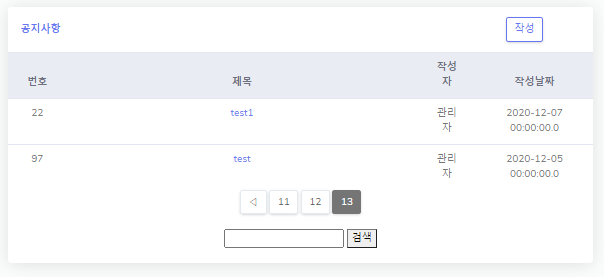 공지사항 작성
번호 제목 작성자 작성날짜
22 test1 관리자 2020-12-07 00:00:00.0
97 test 관리자 2020-12-05 00:00:00.0
◁ 11 12 13
검색